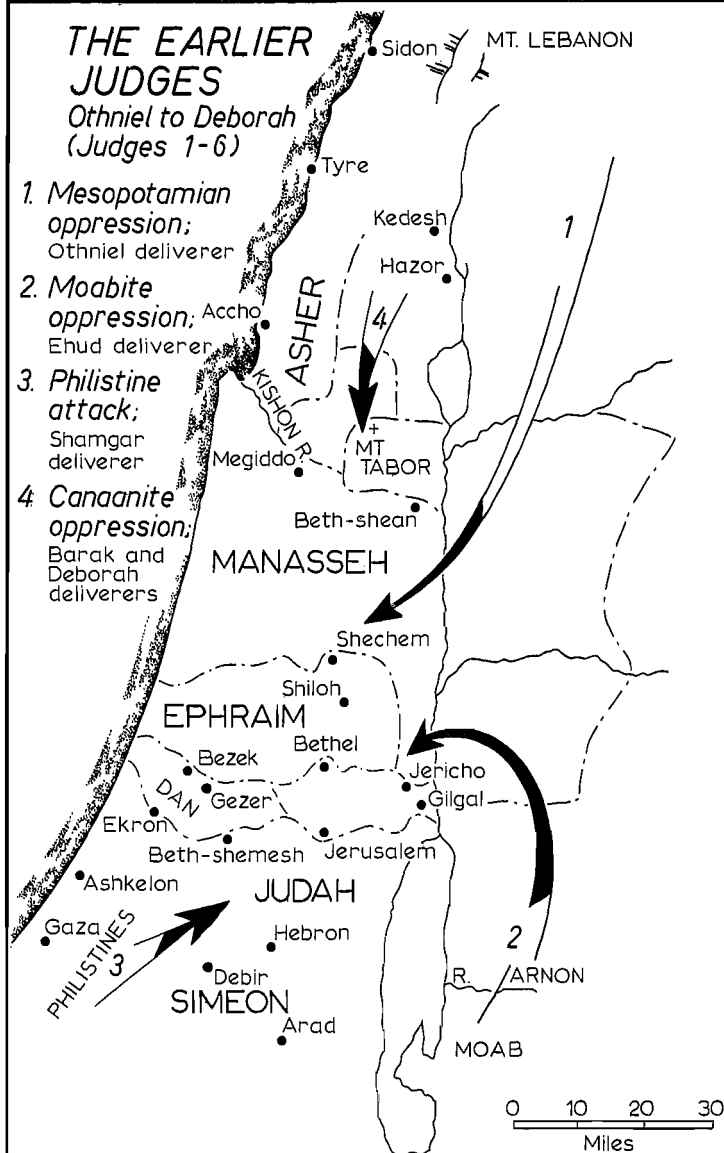 THE EARLIER
JUDGES
Othniel to Deborah
(Judges 1-6)
1. Mesopotamian
oppression;
Othniel deliverer
2. Moabite
oppression;
Ehud deliverer
3. Philistine
attack;
Shamgar
deliverer
4. Canaanite
oppression;
Barak and
Deborah
deliverers
Sidon
MT. LEBANON
Tyre
Kedesh
Hazor
1
Accho
ASHER
4
KISHON R.
MT
TABOR
Megiddo
Beth-shean
MANASSEH
Shechem
Shiloh
EPHRAIM
Bezek
Bethel
Jericho
DAN
Gezer
Gilgal
Ekron
Beth-shemesh
Jerusalem
Ashkelon
JUDAH
Gaza
PHILISTINES
3
Hebron
2
Debir
R. ARNON
SIMEON
Arad
MOAB
0 10 20 30
Miles